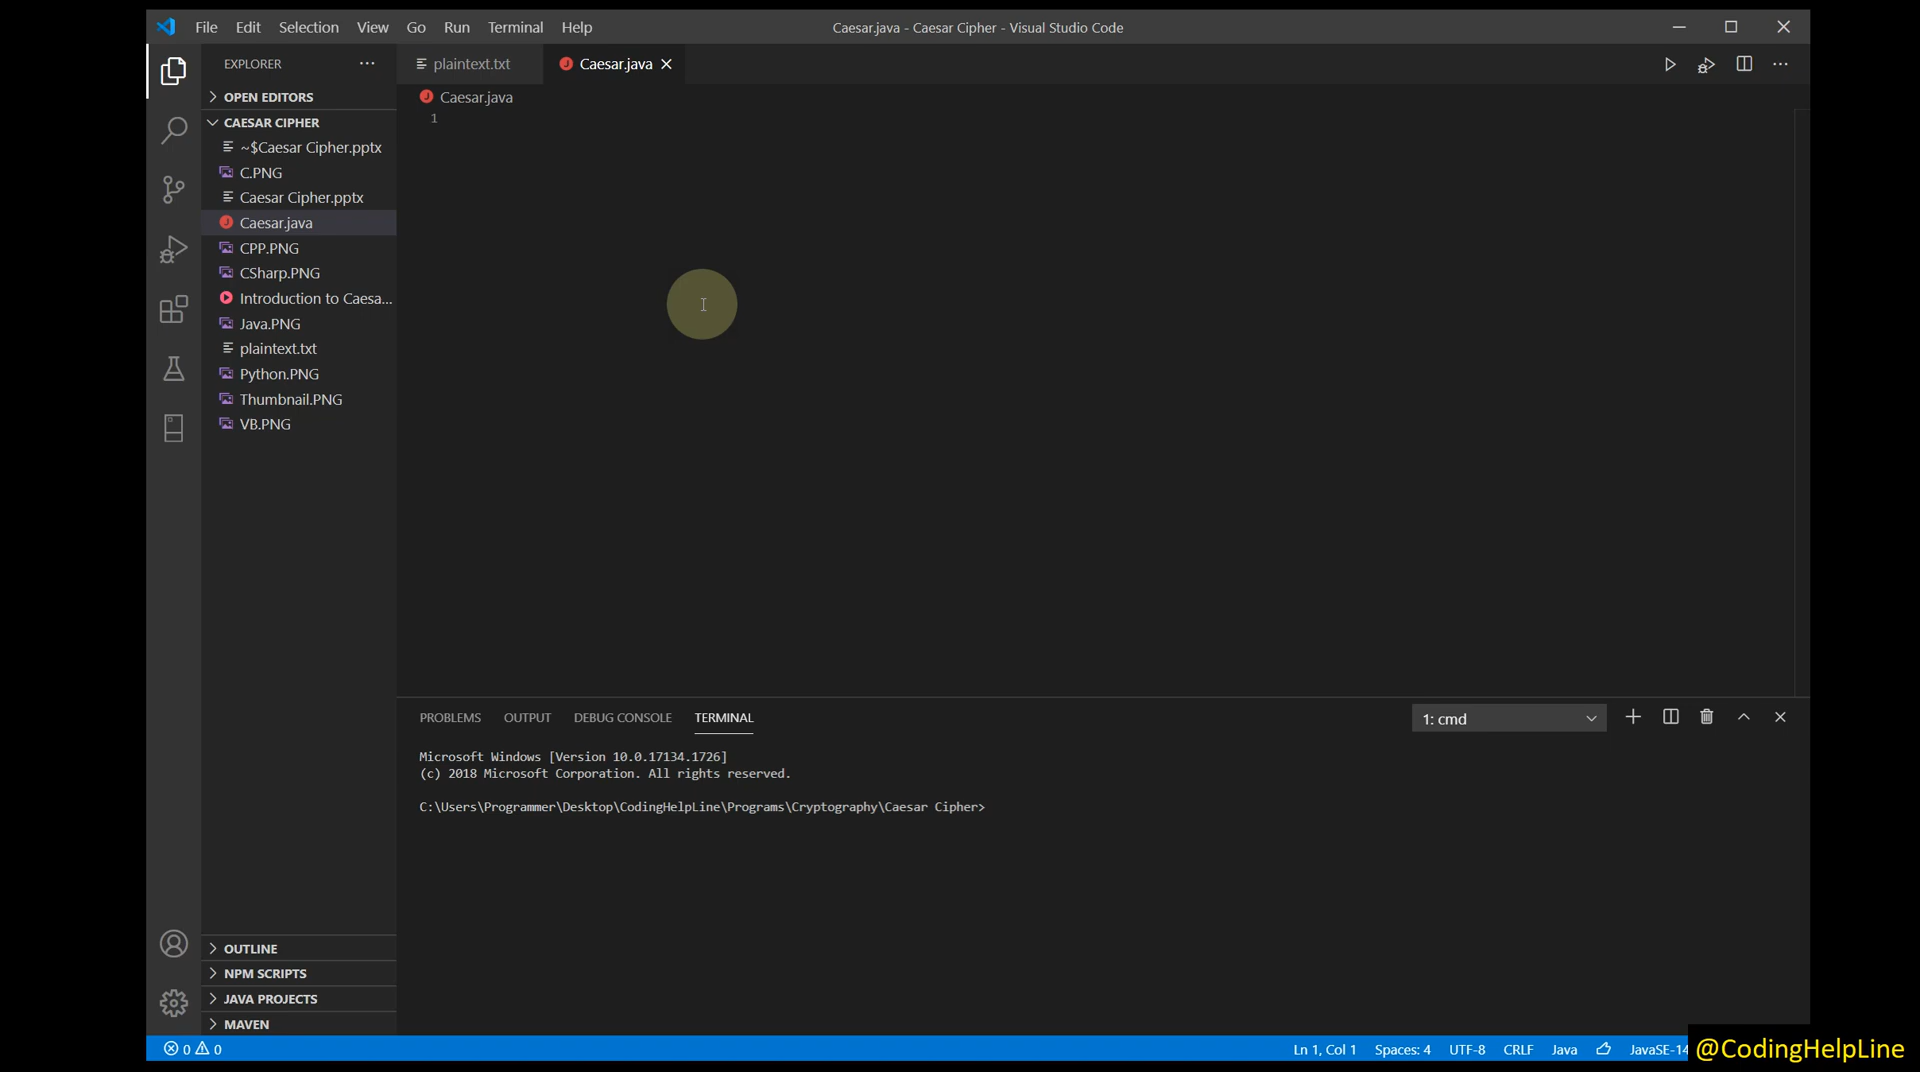 File Edit Selection View Go Run Terminal Help
Caesar.java - Caesar Cipher - Visual Studio Code
EXPLORER
plaintext.txt
Caesar.java
OPEN EDITORS
Caesar.java
CAESAR CIPHER
1
~$Caesar Cipher.pptx
C.PNG
Caesar Cipher.pptx
Caesar.java
CPP.PNG
CSharp.PNG
Introduction to Caesa...
Java.PNG
plaintext.txt
Python.PNG
Thumbnail.PNG
VB.PNG
PROBLEMS OUTPUT DEBUG CONSOLE TERMINAL
1: cmd
Microsoft Windows [Version 10.0.17134.1726]
(c) 2018 Microsoft Corporation. All rights reserved.
C:\Users\Programmer\Desktop\CodingHelpLine\Programs\Cryptography\Caesar Cipher>
OUTLINE
NPM SCRIPTS
JAVA PROJECTS
MAVEN
0 0
Ln 1, Col 1 Spaces: 4 UTF-8 CRLF Java JavaSE-14
@CodingHelpLine